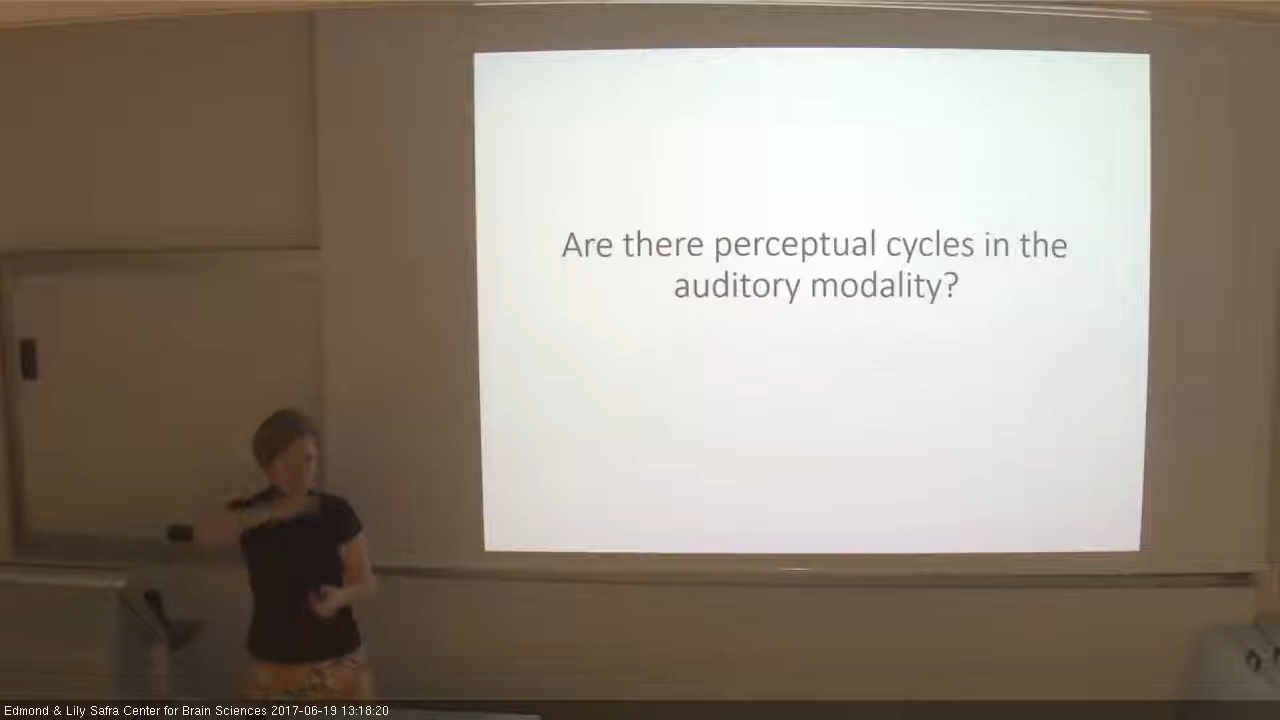 Are there perceptual cycles in the
auditory modality?
Edmond & Lily Safra Center for Brain Sciences 2017-06-19 13:18:20